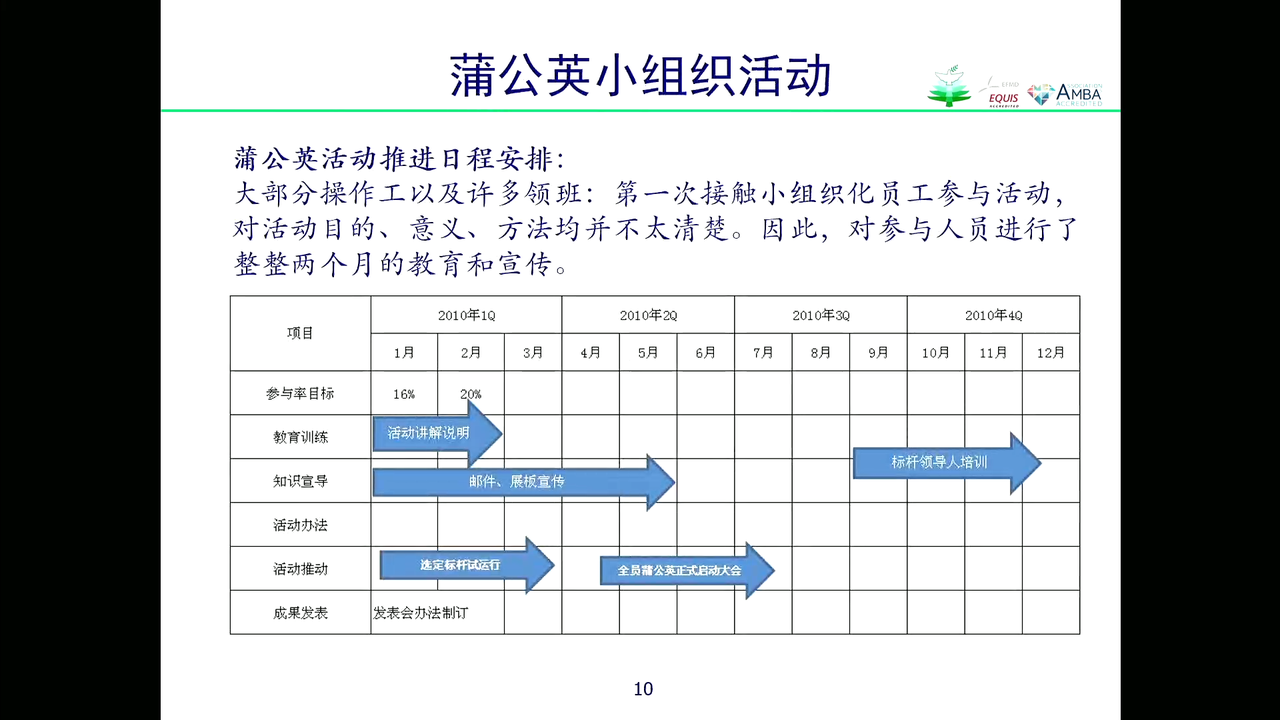 蒲公英小组织活动
EFMD
EQUIS
ACCREDITED
ASSOCIATION
AMBA
ACCREDITED
蒲公英活动推进日程安排：
大部分操作工以及许多领班：第一次接触小组织化员工参与活动，
对活动目的、意义、方法均并不太清楚。因此，对参与人员进行了
整整两个月的教育和宣传。
项目 2010年1Q 2010年2Q 2010年3Q 2010年4Q
1月 2月 3月 4月 5月 6月 7月 8月 9月 10月 11月 12月
参与率目标 16% 20%
教育训练 活动讲解说明
标杆领导人培训
知识宣导 邮件、展板宣传
活动办法
活动推动 选定标杆试运行 全员蒲公英正式启动大会
成果发表 发表会办法制订
10